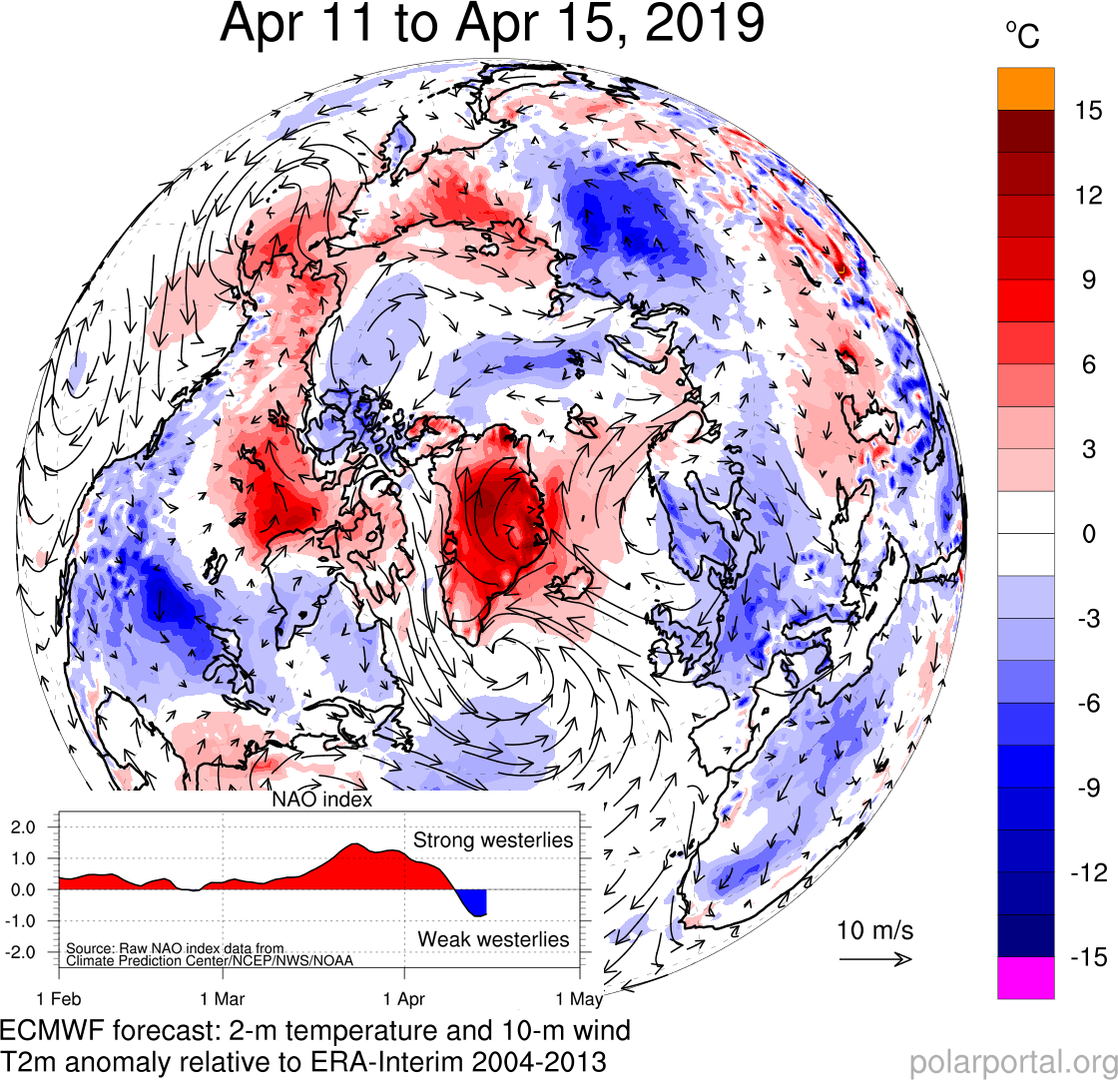 Apr 11 to Apr 15, 2019
°C
15
12
9
6
3
0
-3
-6
-9
-12
-15
10 m/s
NAO index
2.0
1.0
0.0
-1.0
-2.0
Strong westerlies
Weak westerlies
Source: Raw NAO index data from
Climate Prediction Center/NCEP/NWS/NOAA
1 Feb 1 Mar 1 Apr 1 May
ECMWF forecast: 2-m temperature and 10-m wind
T2m anomaly relative to ERA-Interim 2004-2013
polarportal.org